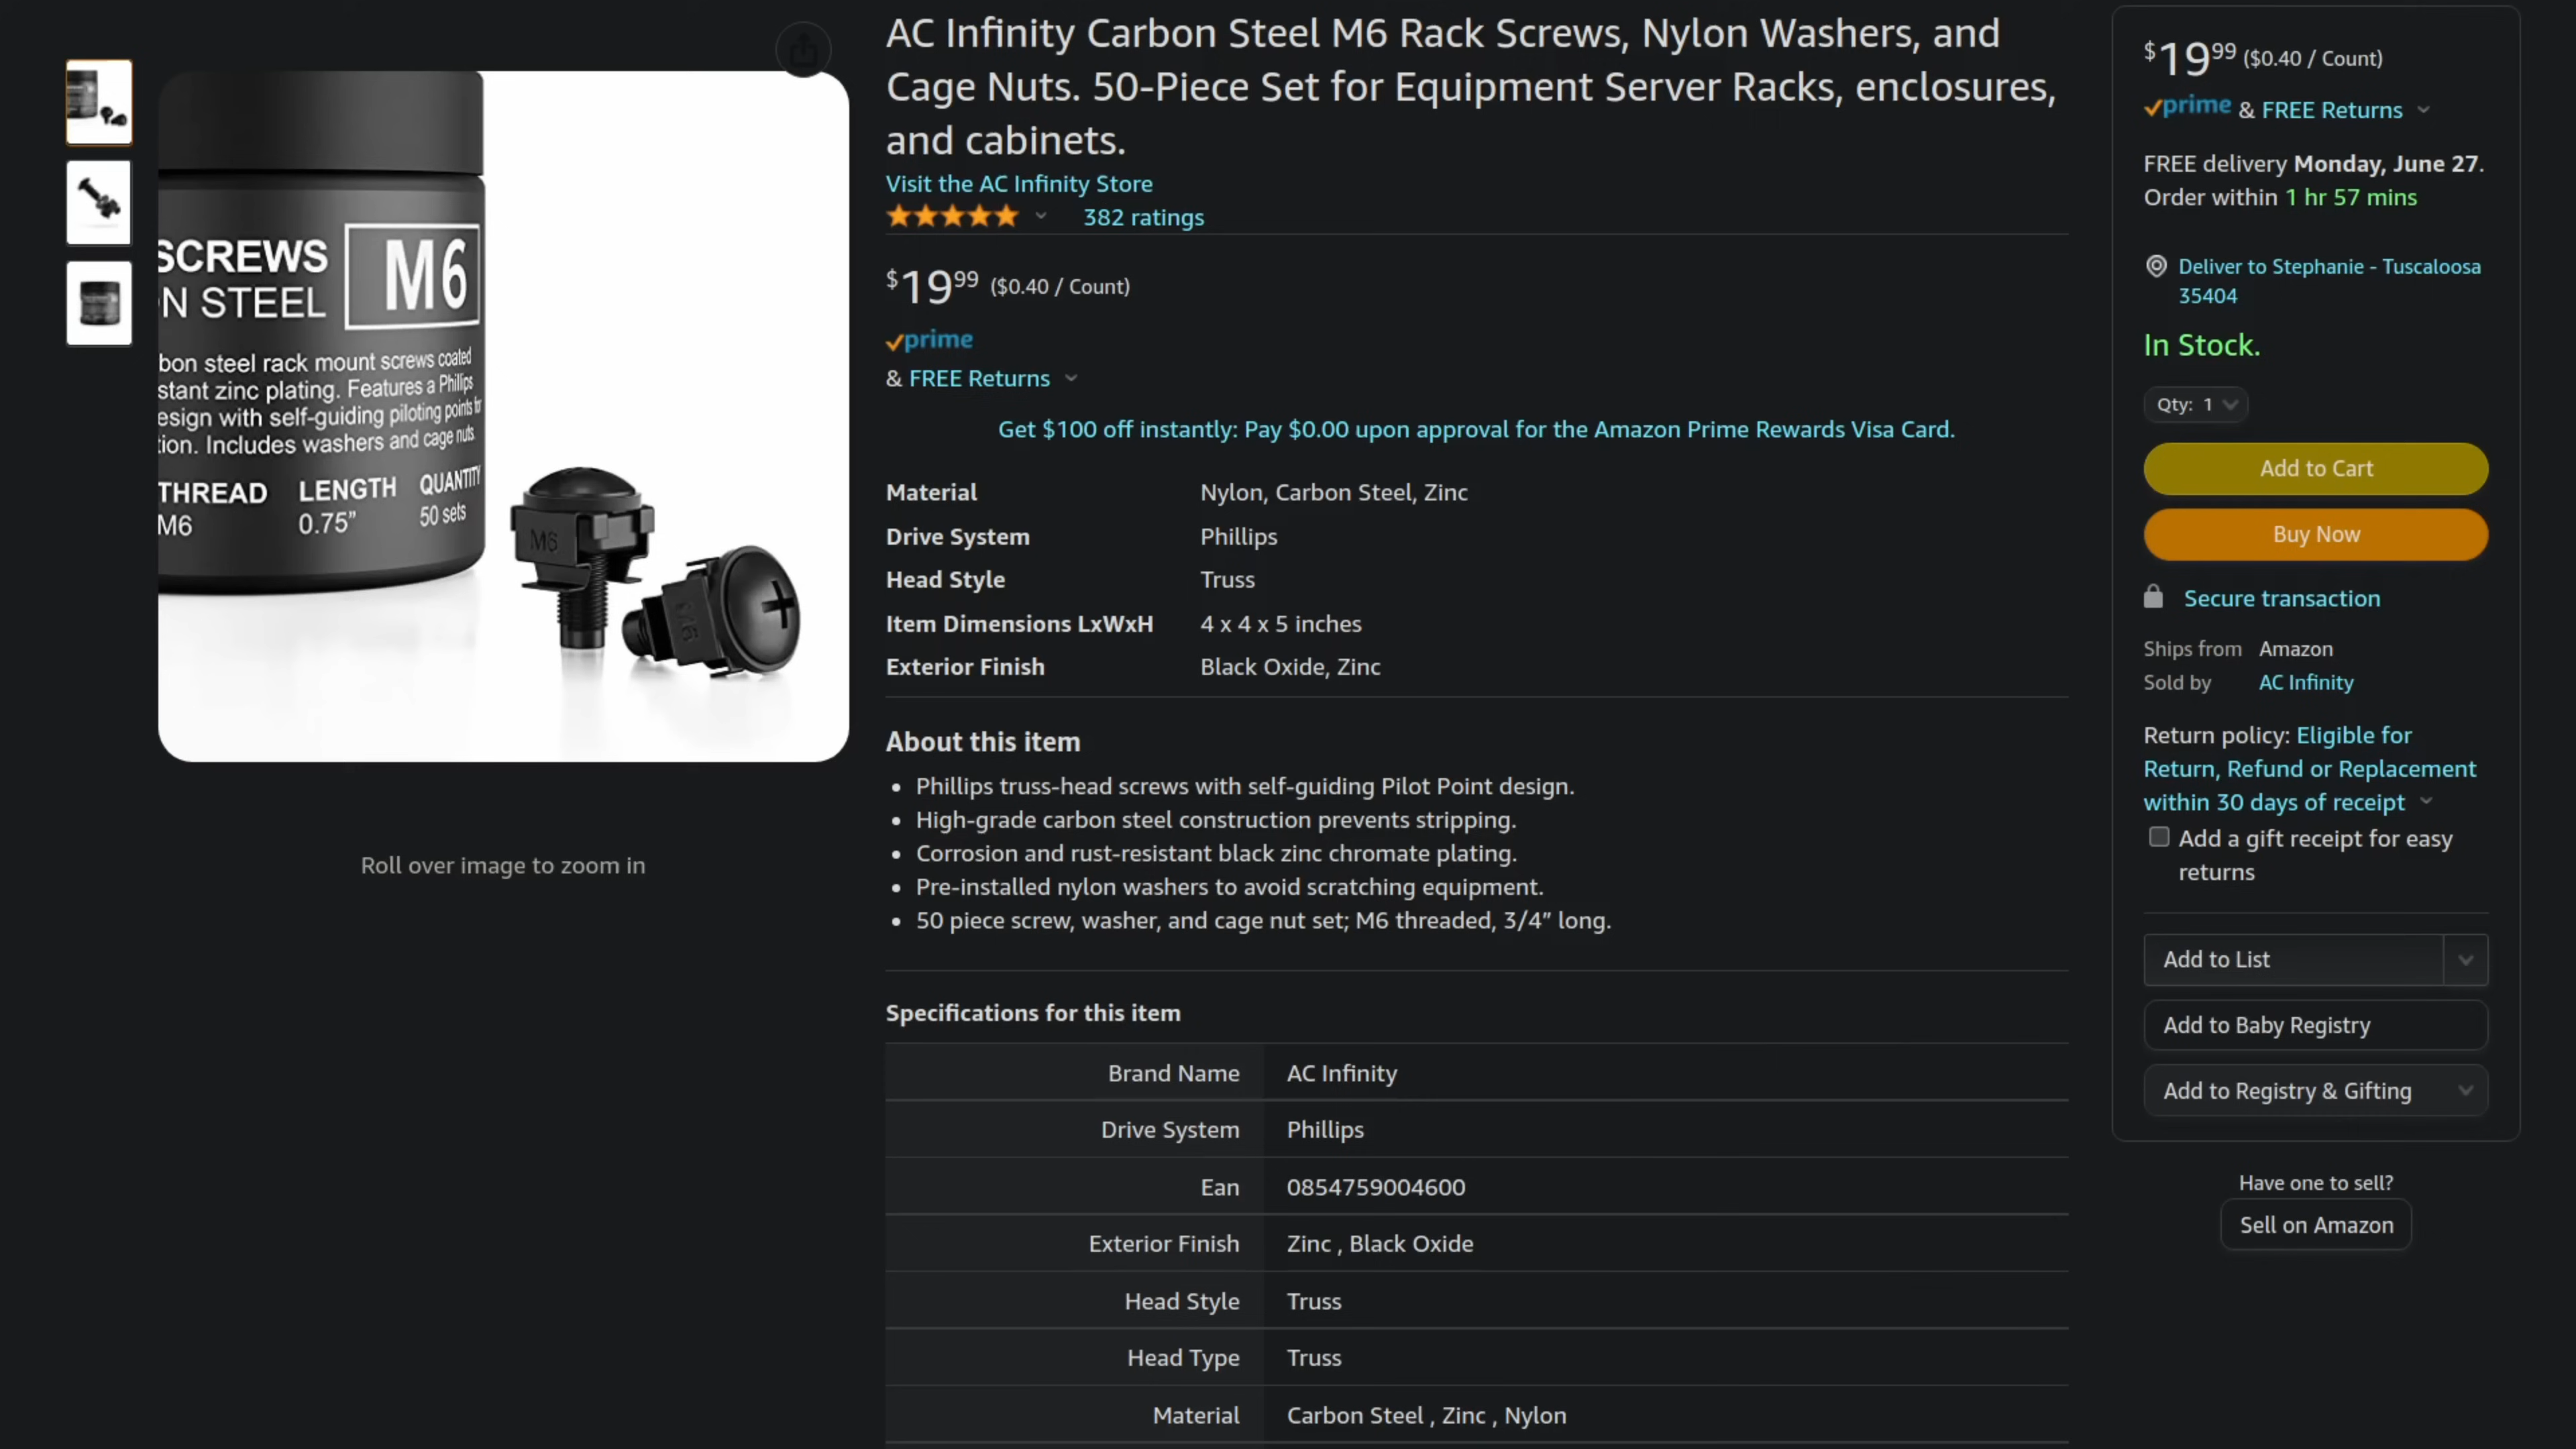 AC Infinity Carbon Steel M6 Rack Screws, Nylon Washers, and
Cage Nuts. 50-Piece Set for Equipment Server Racks, enclosures,
and cabinets.
Visit the AC Infinity Store
382 ratings
$19.99 ($0.40 / Count)
prime
& FREE Returns
Get $100 off instantly: Pay $0.00 upon approval for the Amazon Prime Rewards Visa Card.
Material Nylon, Carbon Steel, Zinc
Drive System Phillips
Head Style Truss
Item Dimensions LxWxH 4 x 4 x 5 inches
Exterior Finish Black Oxide, Zinc
About this item
• Phillips truss-head screws with self-guiding Pilot Point design.
• High-grade carbon steel construction prevents stripping.
• Corrosion and rust-resistant black zinc chromate plating.
• Pre-installed nylon washers to avoid scratching equipment.
• 50 piece screw, washer, and cage nut set; M6 threaded, 3/4″ long.
Specifications for this item
Brand Name AC Infinity
Drive System Phillips
Ean 0854759004600
Exterior Finish Zinc , Black Oxide
Head Style Truss
Head Type Truss
Material Carbon Steel , Zinc , Nylon
SCREWS M6
N STEEL
bon steel rack mount screws coated
stant zinc plating. Features a Phillips
esign with self-guiding piloting points for
tion. Includes washers and cage nuts.
THREAD LENGTH QUANTITY
M6 0.75” 50 sets
M6
Roll over image to zoom in
$19.99 ($0.40 / Count)
prime & FREE Returns
FREE delivery Monday, June 27.
Order within 1 hr 57 mins
Deliver to Stephanie - Tuscaloosa
35404
In Stock.
Qty: 1
Add to Cart
Buy Now
Secure transaction
Ships from Amazon
Sold by AC Infinity
Return policy: Eligible for
Return, Refund or Replacement
within 30 days of receipt
Add a gift receipt for easy
returns
Add to List
Add to Baby Registry
Add to Registry & Gifting
Have one to sell?
Sell on Amazon